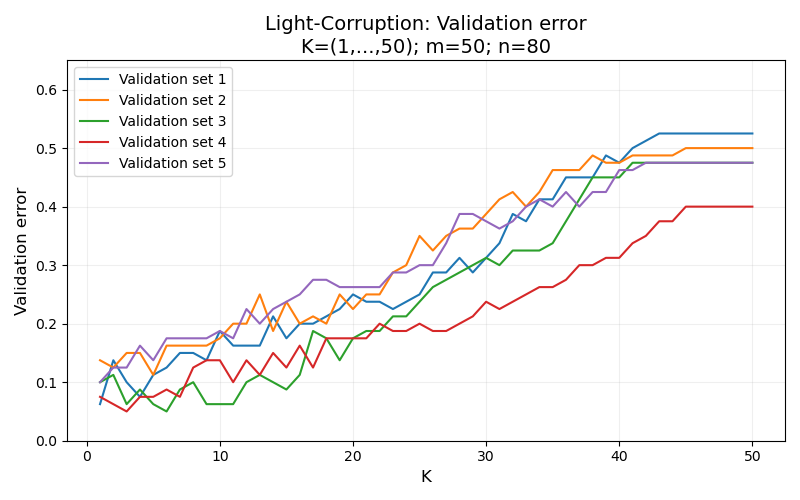 Light-Corruption: Validation error
K=(1,...,50); m=50; n=80
Validation set 1
Validation set 2
Validation set 3
Validation set 4
Validation set 5
Validation error
0.6
0.5
0.4
0.3
0.2
0.1
0.0
0 10 20 30 40 50
K